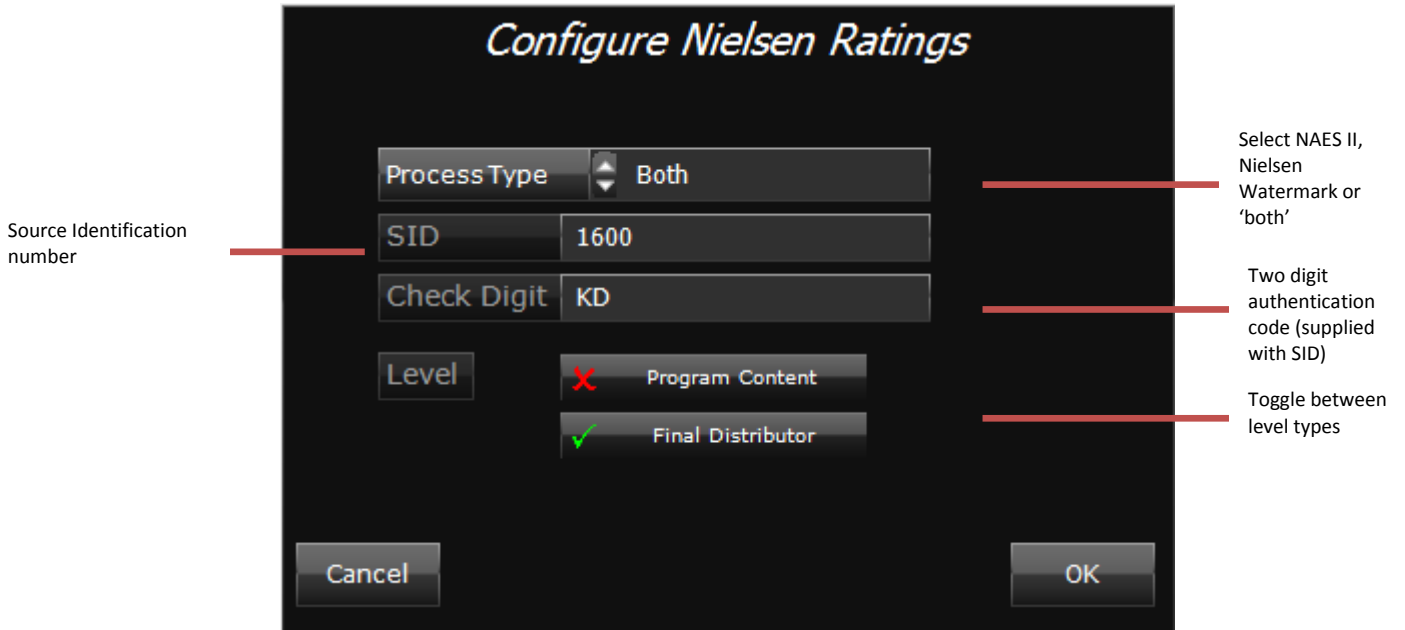 Configure Nielsen Ratings
Process Type
Both
Select NAES II,
Nielsen
Watermark or
‘both’
Source Identification
number
SID
1600
Check Digit
KD
Two digit
authentication
code (supplied
with SID)
Level
Program Content
Final Distributor
Toggle between
level types
Cancel
OK